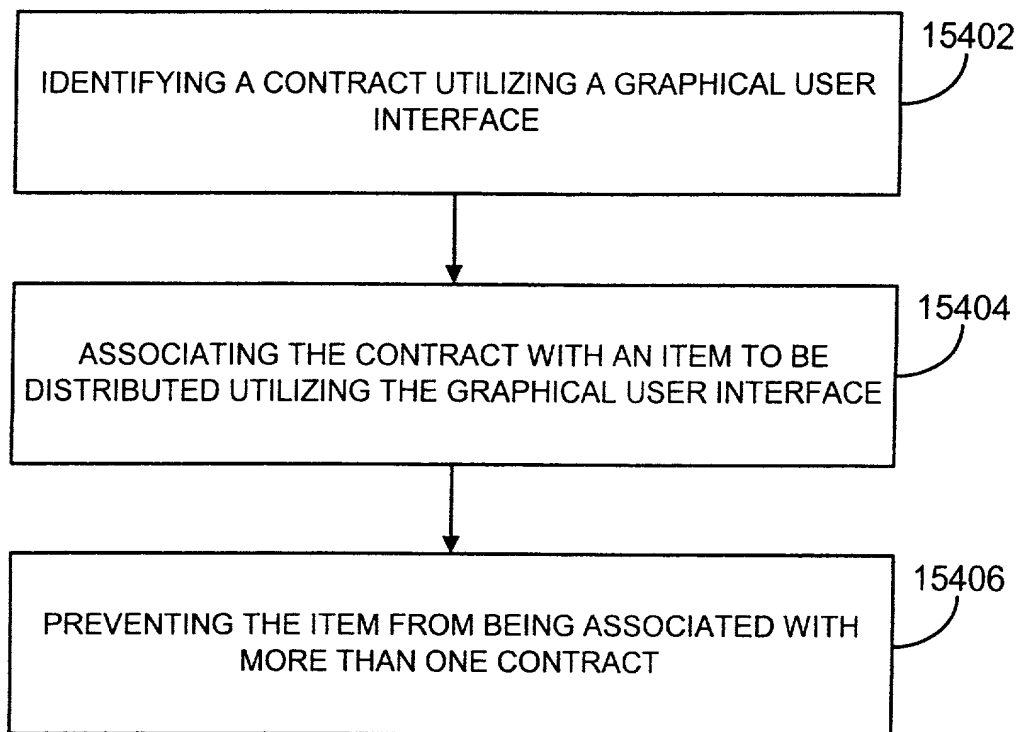 15402
IDENTIFYING A CONTRACT UTILIZING A GRAPHICAL USER
INTERFACE
15404
ASSOCIATING THE CONTRACT WITH AN ITEM TO BE
DISTRIBUTED UTILIZING THE GRAPHICAL USER INTERFACE
15406
PREVENTING THE ITEM FROM BEING ASSOCIATED WITH
MORE THAN ONE CONTRACT